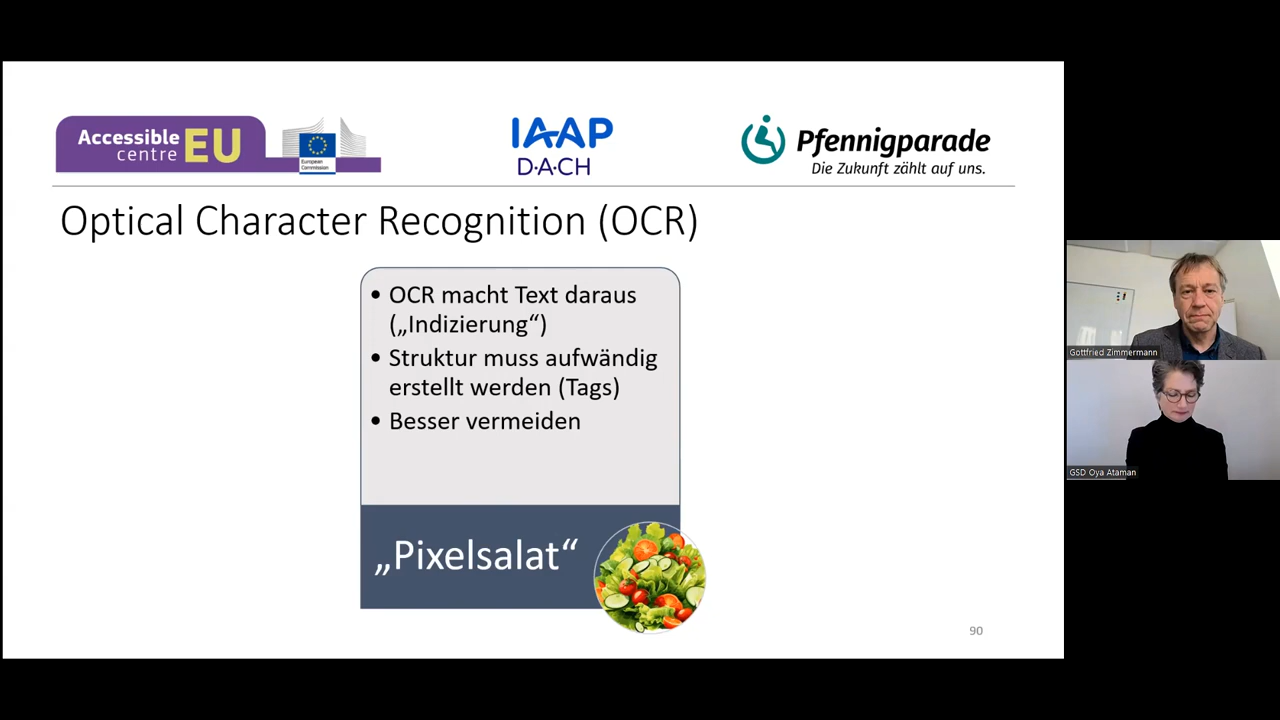 Accessible
centre
EU
European
Commission
IAAP
D·A·CH
Pfennigparade
Die Zukunft zählt auf uns.
Optical Character Recognition (OCR)
• OCR macht Text daraus
(„Indizierung“)
• Struktur muss aufwändig
erstellt werden (Tags)
• Besser vermeiden
„Pixelsalat“
90
Gottfried Zimmermann
GSD Oya Ataman